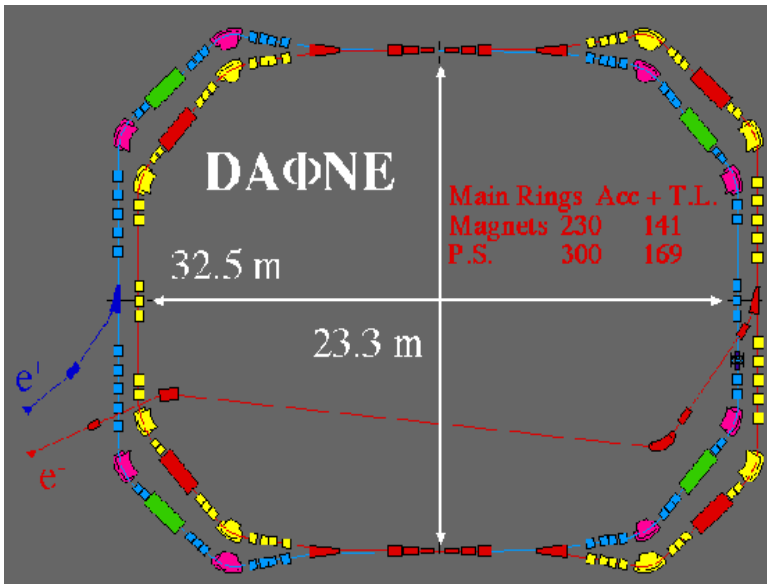 DAΦNE
Main Rings Acc + T.L.
Magnets 230 141
P.S. 300 169
32.5 m
23.3 m
e+
e-